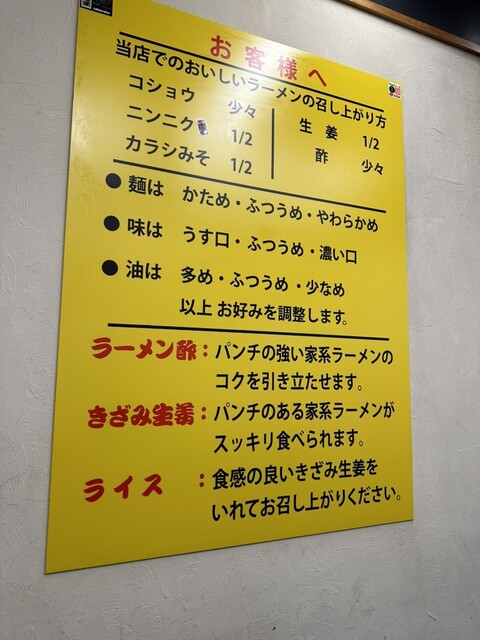 お客様へ
当店でのおいしいラーメンの召し上がり方
コショウ 少々
ニンニク 1/2
カラシみそ 1/2
生姜 1/2
酢 少々
● 麺は かため・ふつうめ・やわらかめ
● 味は うす口・ふつうめ・濃い口
● 油は 多め・ふつうめ・少なめ
以上 お好みを調整します。
ラーメン酢：パンチの強い家系ラーメンの
コクを引き立たせます。
きざみ生姜：パンチのある家系ラーメンが
スッキリ食べられます。
ライス ：食感の良いきざみ生姜を
いれてお召し上がりください。